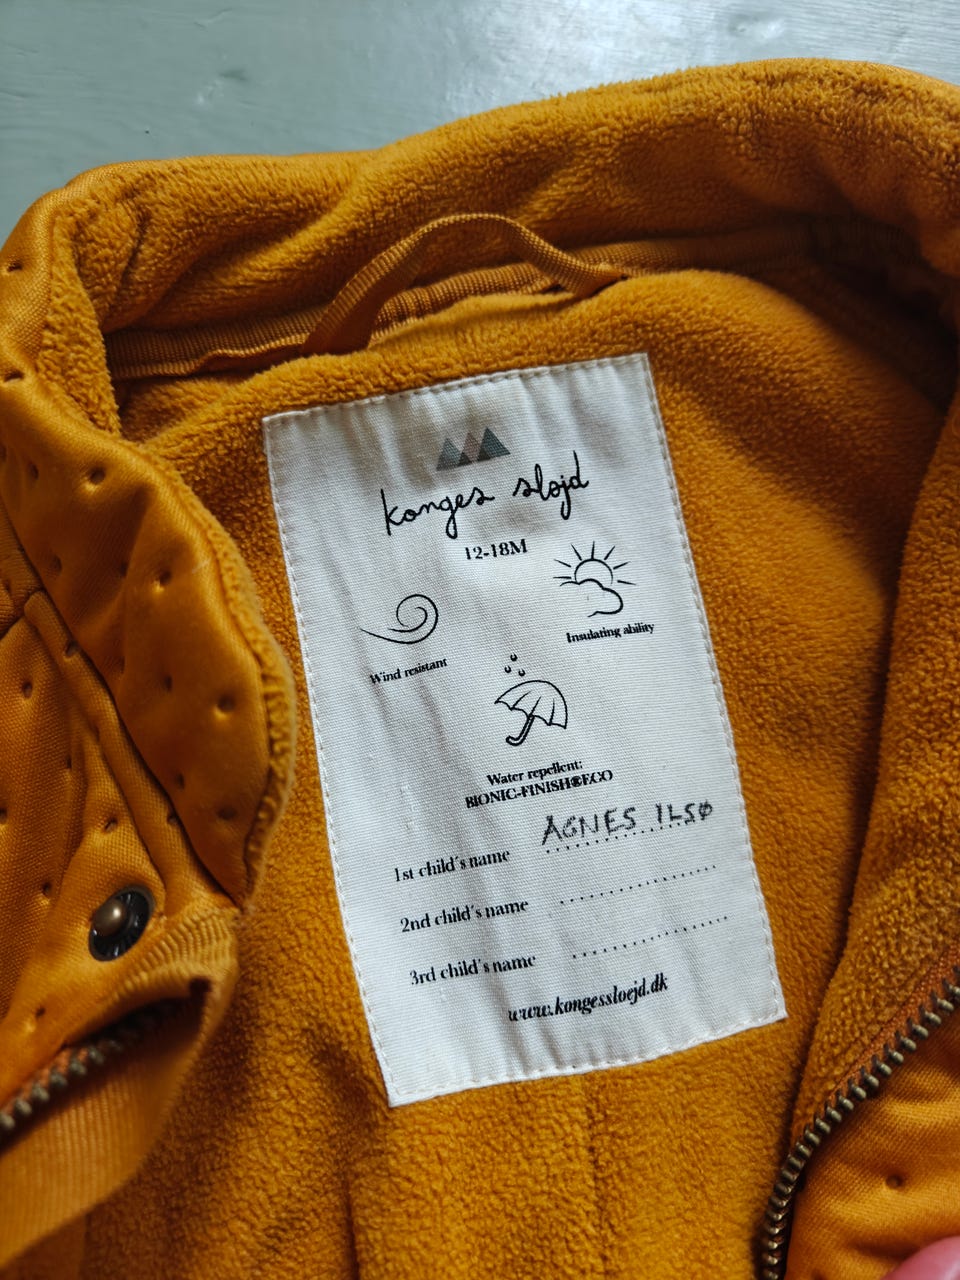 konges sløjd
12-18M
Wind resistant
Insulating ability
Water repellent:
BIONIC-FINISH®ECO
1st child's name AGNES ILSØ
2nd child's name
3rd child's name
www.kongessloejd.dk